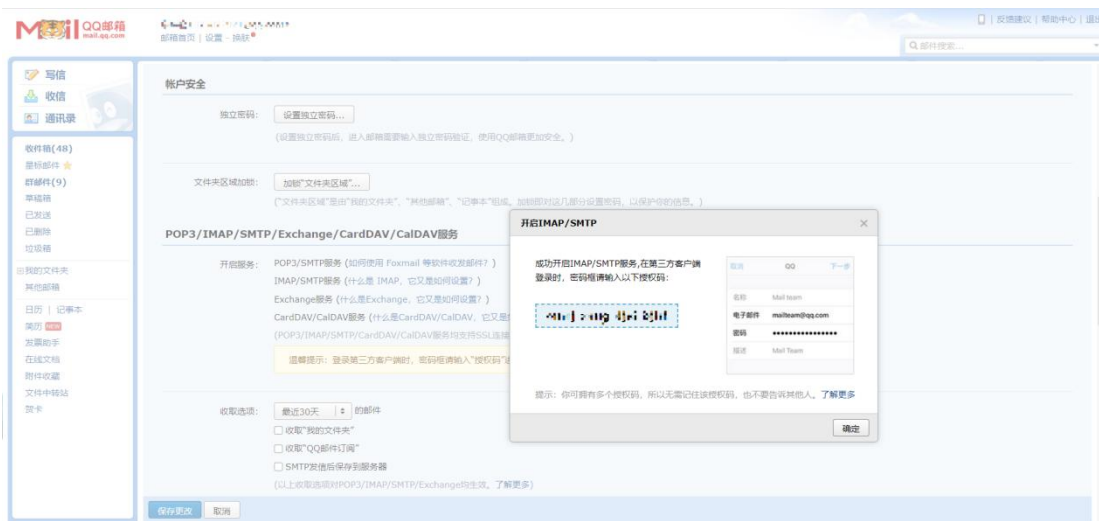 Mail QQ邮箱
mail.qq.com
邮箱首页 | 设置 - 换肤
| 反馈建议 | 帮助中心 | 退出
邮件搜索...
写信
收信
通讯录
收件箱(48)
星标邮件
群邮件(9)
草稿箱
已发送
已删除
垃圾箱
我的文件夹
其他邮箱
日历 | 记事本
简历 NEW
发票助手
在线文档
附件收藏
文件中转站
贺卡
帐户安全
独立密码: 设置独立密码...
(设置独立密码后，进入邮箱需要输入独立密码验证，使用QQ邮箱更加安全。)
文件夹区域加锁: 加锁"文件夹区域"...
("文件夹区域"是由"我的文件夹"，"其他邮箱"、"记事本"组成。加锁即对这几部分设置密码，以保护你的信息。)
POP3/IMAP/SMTP/Exchange/CardDAV/CalDAV服务
开启服务: POP3/SMTP服务 (如何使用 Foxmail 等软件收发邮件？)
IMAP/SMTP服务 (什么是 IMAP，它又是如何设置？)
Exchange服务 (什么是Exchange，它又是如何设置？)
CardDAV/CalDAV服务 (什么是CardDAV/CalDAV，它又是
(POP3/IMAP/SMTP/CardDAV/CalDAV服务均支持SSL连接
温馨提示: 登录第三方客户端时，密码框请输入"授权码"
收取选项: 最近30天 的邮件
收取"我的文件夹"
收取"QQ邮件订阅"
SMTP发信后保存到服务器
(以上收取选项对POP3/IMAP/SMTP/Exchange均生效。了解更多)
保存更改 取消
开启IMAP/SMTP
成功开启IMAP/SMTP服务,在第三方客户端
登录时，密码框请输入以下授权码:
取消 QQ 下一步
名称 Mail team
电子邮件 mailteam@qq.com
密码 ••••••••••••••••
描述 Mail Team
提示: 你可拥有多个授权码，所以无需记住该授权码，也不要告诉其他人。了解更多
确定